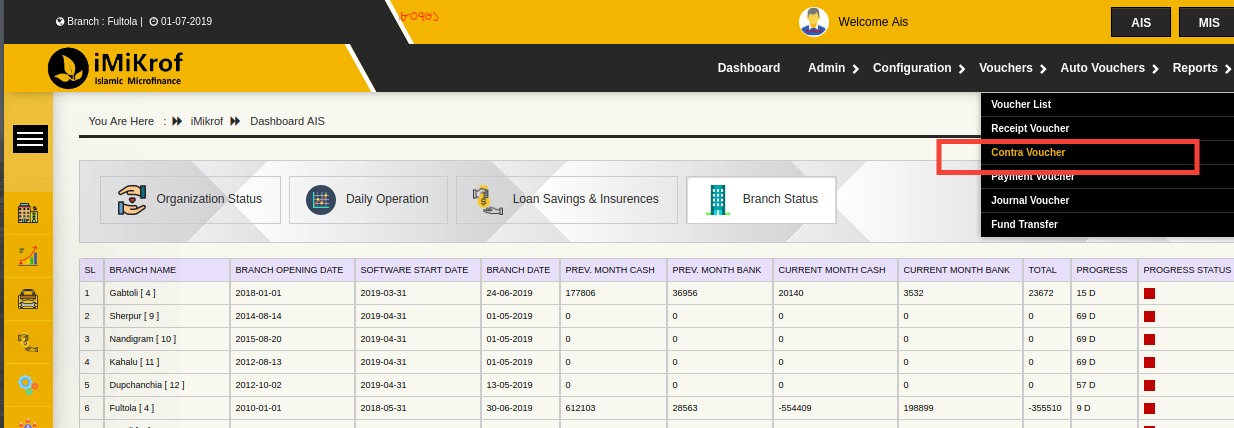 Branch : Fultola | 01-07-2019
Welcome Ais
AIS
MIS
iMiKrof
Islamic Microfinance
Dashboard
Admin
Configuration
Vouchers
Auto Vouchers
Reports
Voucher List
Receipt Voucher
Contra Voucher
Payment Voucher
Journal Voucher
Fund Transfer
You Are Here : iMikrof Dashboard AIS
Organization Status
Daily Operation
Loan Savings & Insurences
Branch Status
SL BRANCH NAME BRANCH OPENING DATE SOFTWARE START DATE BRANCH DATE PREV. MONTH CASH PREV. MONTH BANK CURRENT MONTH CASH CURRENT MONTH BANK TOTAL PROGRESS PROGRESS STATUS
1 Gabtoli [ 4 ] 2018-01-01 2019-03-31 24-06-2019 177806 36956 20140 3532 23672 15 D
2 Sherpur [ 9 ] 2014-08-14 2019-04-31 01-05-2019 0 0 0 0 0 69 D
3 Nandigram [ 10 ] 2015-08-20 2019-04-31 01-05-2019 0 0 0 0 0 69 D
4 Kahalu [ 11 ] 2012-08-13 2019-04-31 01-05-2019 0 0 0 0 0 69 D
5 Dupchanchia [ 12 ] 2012-10-02 2019-04-31 13-05-2019 0 0 0 0 0 57 D
6 Fultola [ 4 ] 2010-01-01 2018-05-31 30-06-2019 612103 28563 -554409 198899 -355510 9 D